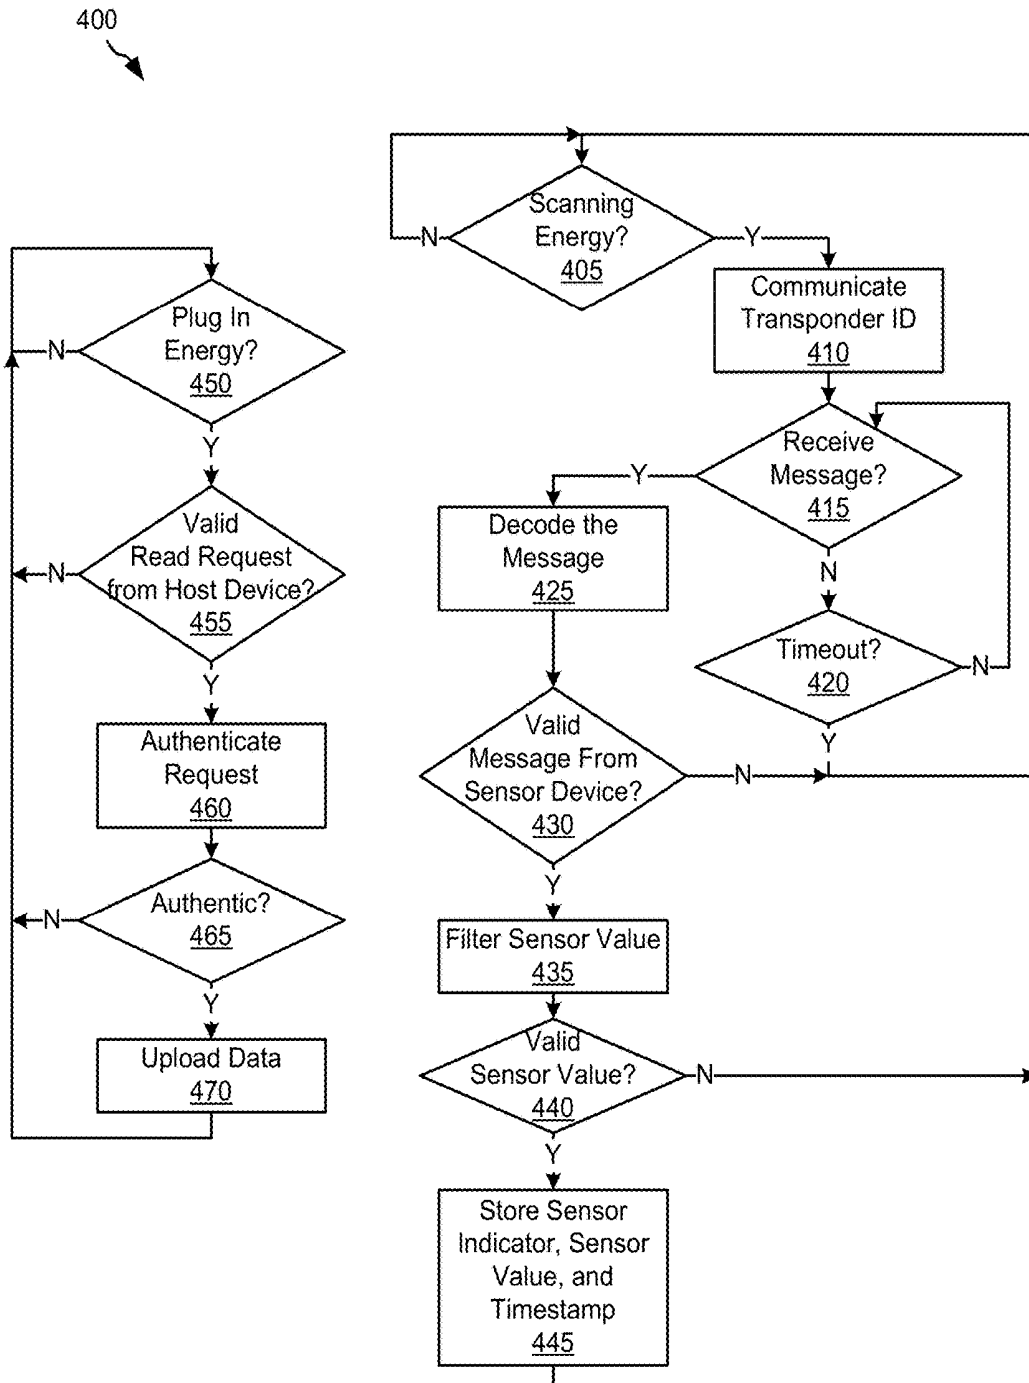 400
Scanning
Energy?
405
N
Y
Communicate
Transponder ID
410
Receive
Message?
415
Y
N
Decode the
Message
425
Timeout?
420
N
Y
Valid
Message From
Sensor Device?
430
N
Y
Filter Sensor Value
435
Valid
Sensor Value?
440
N
Y
Store Sensor
Indicator, Sensor
Value, and
Timestamp
445
Plug In
Energy?
450
N
Y
Valid
Read Request
from Host Device?
455
N
Y
Authenticate
Request
460
Authentic?
465
N
Y
Upload Data
470